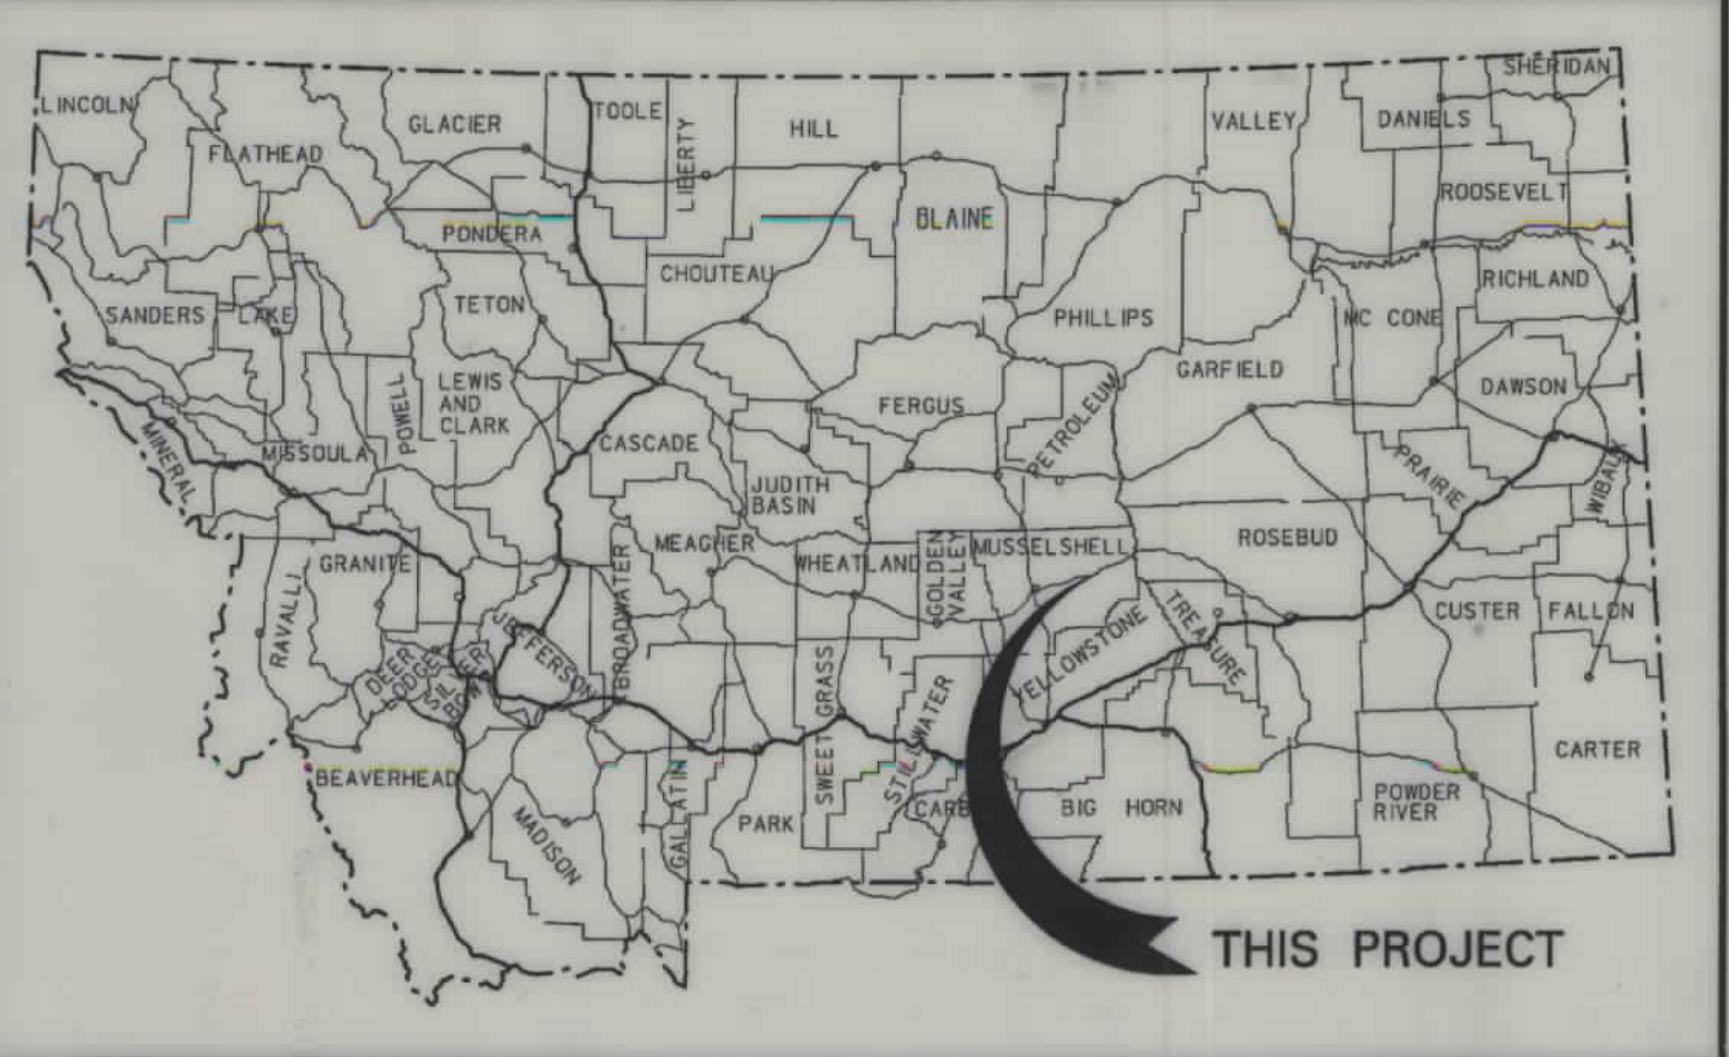 SHERIDAN
LINCOLN
TOOLE
GLACIER
HILL
VALLEY
DANIELS
FLATHEAD
LIBERTY
ROOSEVELT
BLAINE
PONDERA
CHOUTEAU
RICHLAND
SANDERS
LAKE
TETON
PHILLIPS
MC CONE
GARFIELD
LEWIS
AND
CLARK
POWELL
DAWSON
FERGUS
PETROLEUM
CASCADE
MINERAL
MISSOULA
PRAIRIE
WIBAUX
JUDITH
BASIN
MEAGHER
WHEATLAND
GOLDEN
VALLEY
MUSSELSHELL
ROSEBUD
GRANITE
RAVALLI
BROADWATER
JEFFERSON
CUSTER
FALLON
TREASURE
YELLOWSTONE
DEER
LODGE
SILVER
BOW
SWEET GRASS
STILLWATER
CARTER
BEAVERHEAD
GALLATIN
MADISON
PARK
CARB
BIG HORN
POWDER
RIVER
THIS PROJECT